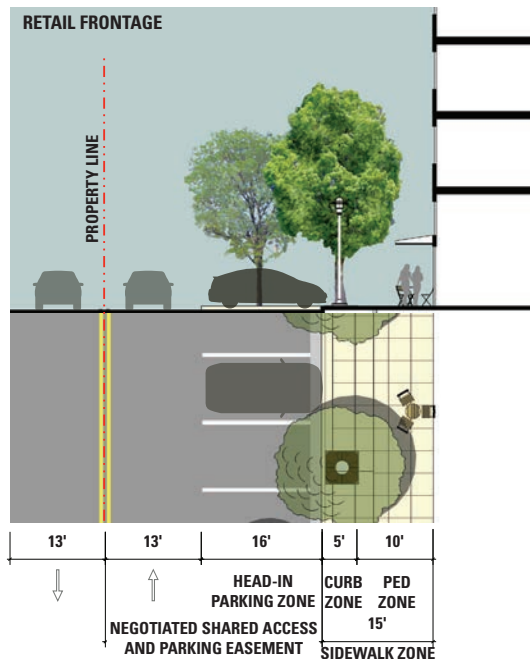 RETAIL FRONTAGE
PROPERTY LINE
13'
13'
16'
5'
10'
HEAD-IN
PARKING ZONE
CURB
ZONE
PED
ZONE
15'
NEGOTIATED SHARED ACCESS
AND PARKING EASEMENT
SIDEWALK ZONE